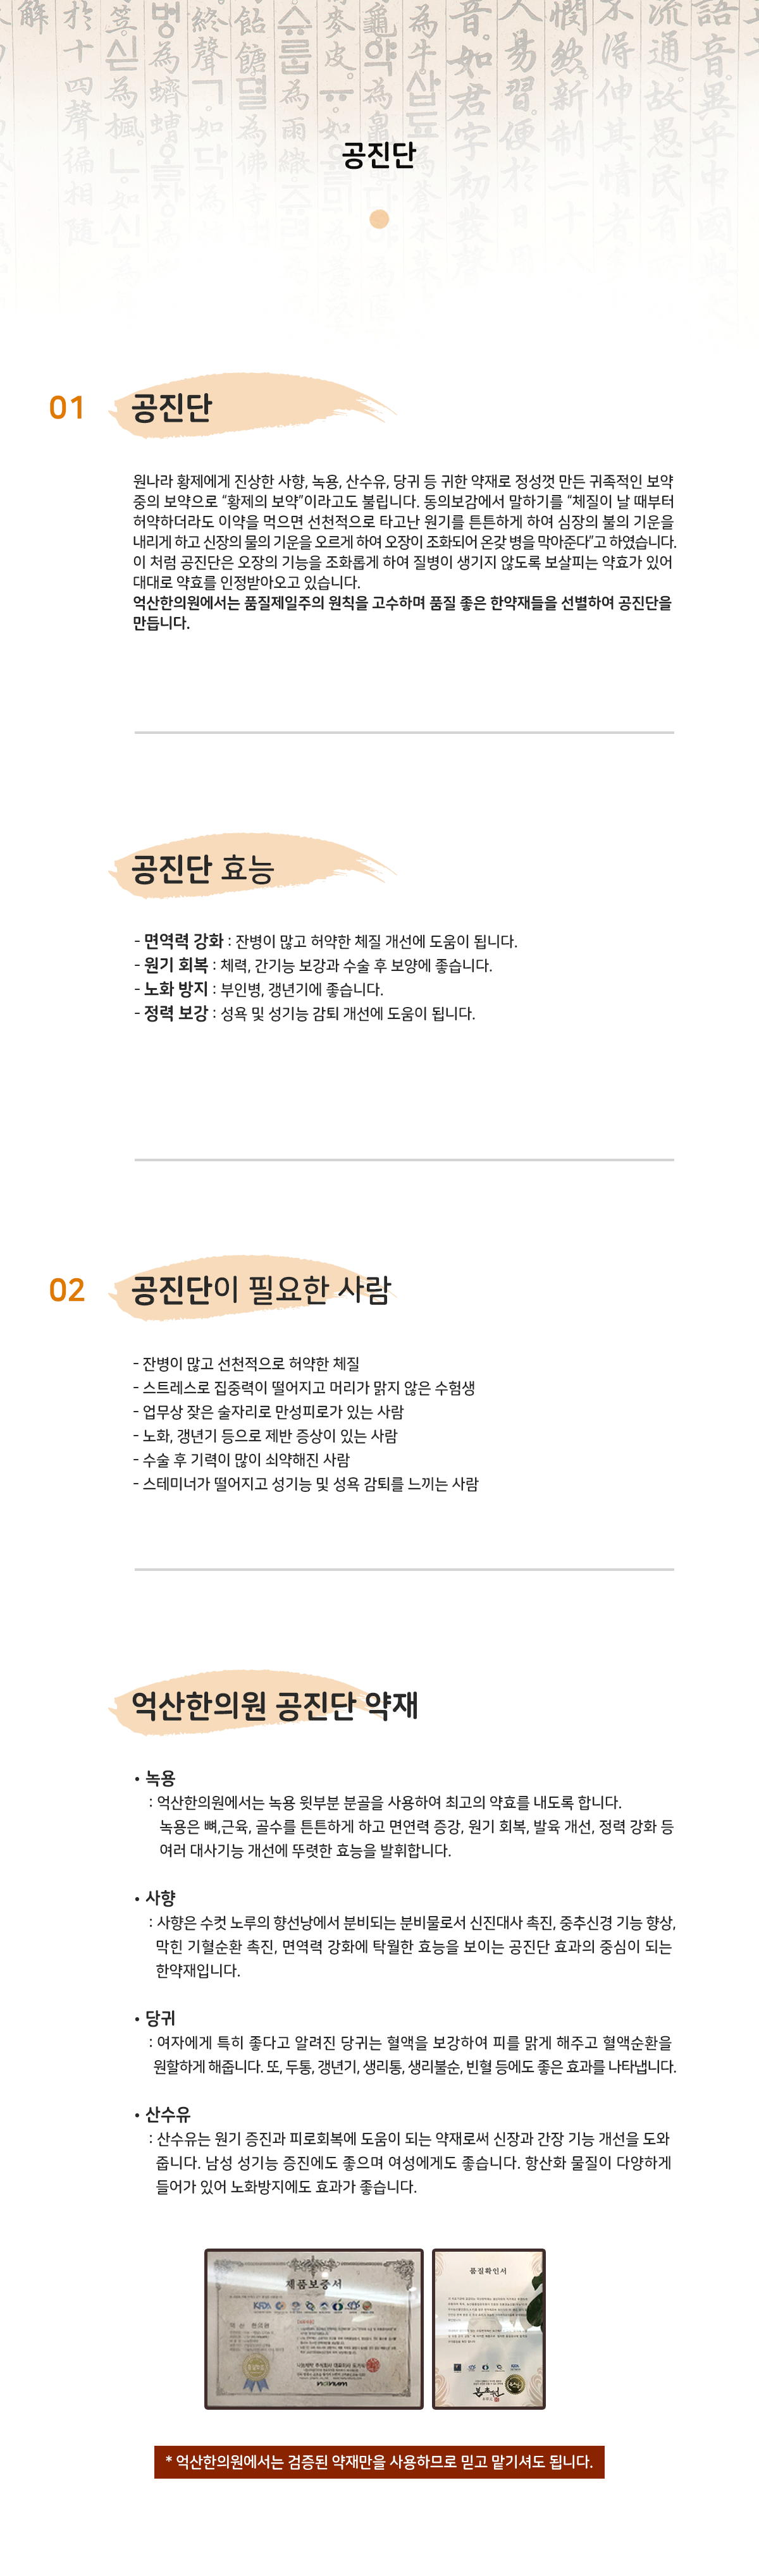 공진단
01
공진단
원나라 황제에게 진상한 사향, 녹용, 산수유, 당귀 등 귀한 약재로 정성껏 만든 귀족적인 보약
중의 보약으로 “황제의 보약”이라고도 불립니다. 동의보감에서 말하기를 “체질이 날 때부터
허약하더라도 이약을 먹으면 선천적으로 타고난 원기를 튼튼하게 하여 심장의 불의 기운을
내리게 하고 신장의 물의 기운을 오르게 하여 오장이 조화되어 온갖 병을 막아준다”고 하였습니다.
이 처럼 공진단은 오장의 기능을 조화롭게 하여 질병이 생기지 않도록 보살피는 약효가 있어
대대로 약효를 인정받아오고 있습니다.
억산한의원에서는 품질제일주의 원칙을 고수하며 품질 좋은 한약재들을 선별하여 공진단을
만듭니다.
공진단 효능
- 면역력 강화 : 잔병이 많고 허약한 체질 개선에 도움이 됩니다.
- 원기 회복 : 체력, 간기능 보강과 수술 후 보양에 좋습니다.
- 노화 방지 : 부인병, 갱년기에 좋습니다.
- 정력 보강 : 성욕 및 성기능 감퇴 개선에 도움이 됩니다.
02
공진단이 필요한 사람
- 잔병이 많고 선천적으로 허약한 체질
- 스트레스로 집중력이 떨어지고 머리가 맑지 않은 수험생
- 업무상 잦은 술자리로 만성피로가 있는 사람
- 노화, 갱년기 등으로 제반 증상이 있는 사람
- 수술 후 기력이 많이 쇠약해진 사람
- 스테미너가 떨어지고 성기능 및 성욕 감퇴를 느끼는 사람
억산한의원 공진단 약재
• 녹용
: 억산한의원에서는 녹용 윗부분 분골을 사용하여 최고의 약효를 내도록 합니다.
녹용은 뼈,근육, 골수를 튼튼하게 하고 면연력 증강, 원기 회복, 발육 개선, 정력 강화 등
여러 대사기능 개선에 뚜렷한 효능을 발휘합니다.
• 사향
: 사향은 수컷 노루의 향선낭에서 분비되는 분비물로서 신진대사 촉진, 중추신경 기능 향상,
막힌 기혈순환 촉진, 면역력 강화에 탁월한 효능을 보이는 공진단 효과의 중심이 되는
한약재입니다.
• 당귀
: 여자에게 특히 좋다고 알려진 당귀는 혈액을 보강하여 피를 맑게 해주고 혈액순환을
원할하게 해줍니다. 또, 두통, 갱년기, 생리통, 생리불순, 빈혈 등에도 좋은 효과를 나타냅니다.
• 산수유
: 산수유는 원기 증진과 피로회복에 도움이 되는 약재로써 신장과 간장 기능 개선을 도와
줍니다. 남성 성기능 증진에도 좋으며 여성에게도 좋습니다. 항산화 물질이 다양하게
들어가 있어 노화방지에도 효과가 좋습니다.
제품보증서
품질확인서
* 억산한의원에서는 검증된 약재만을 사용하므로 믿고 맡기셔도 됩니다.